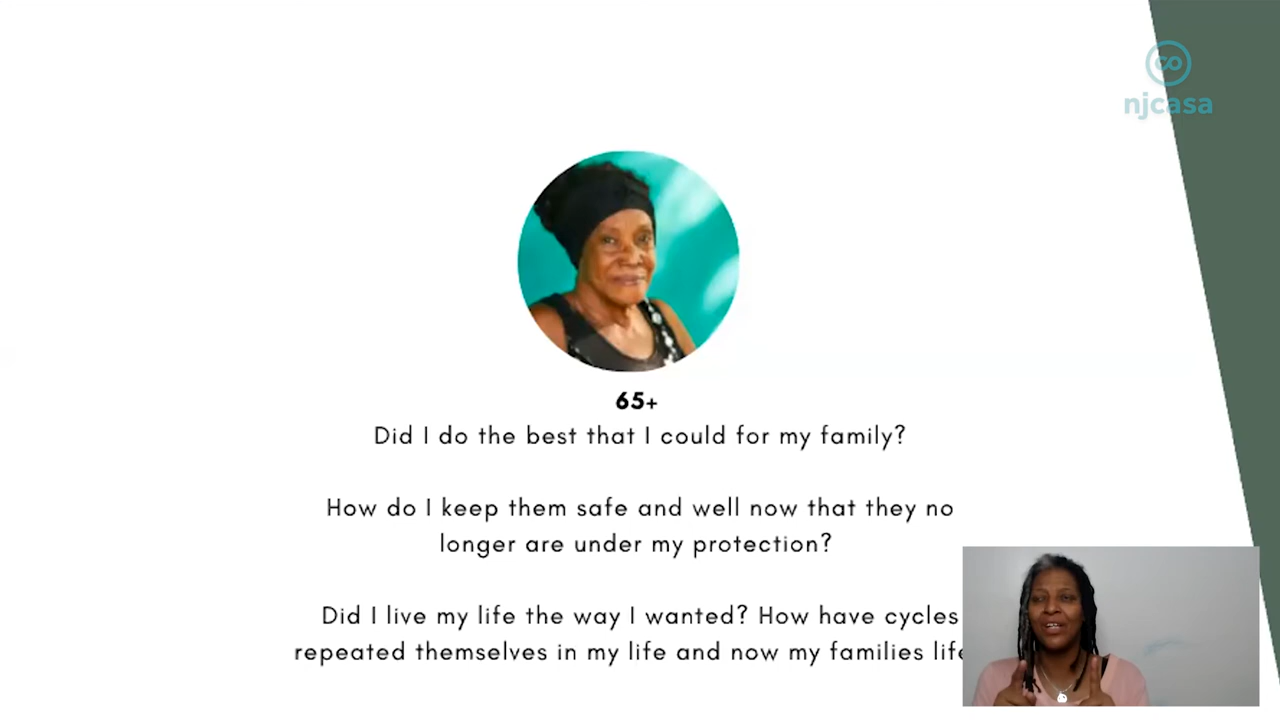 co
njcasa
65+
Did I do the best that I could for my family?
How do I keep them safe and well now that they no
longer are under my protection?
Did I live my life the way I wanted? How have cycles
repeated themselves in my life and now my families